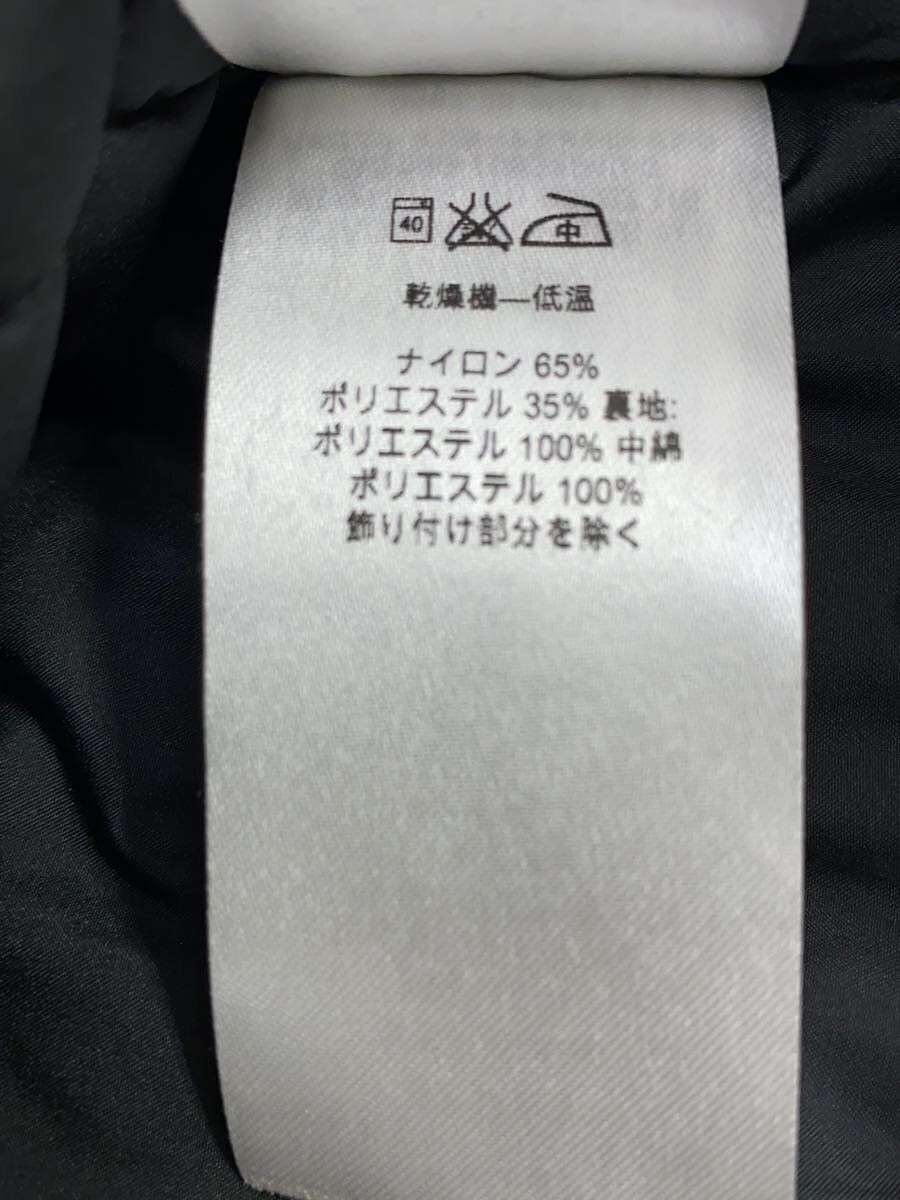 40 中
乾燥機—低温
ナイロン 65%
ポリエステル 35% 裏地:
ポリエステル 100% 中綿
ポリエステル 100%
飾り付け部分を除く